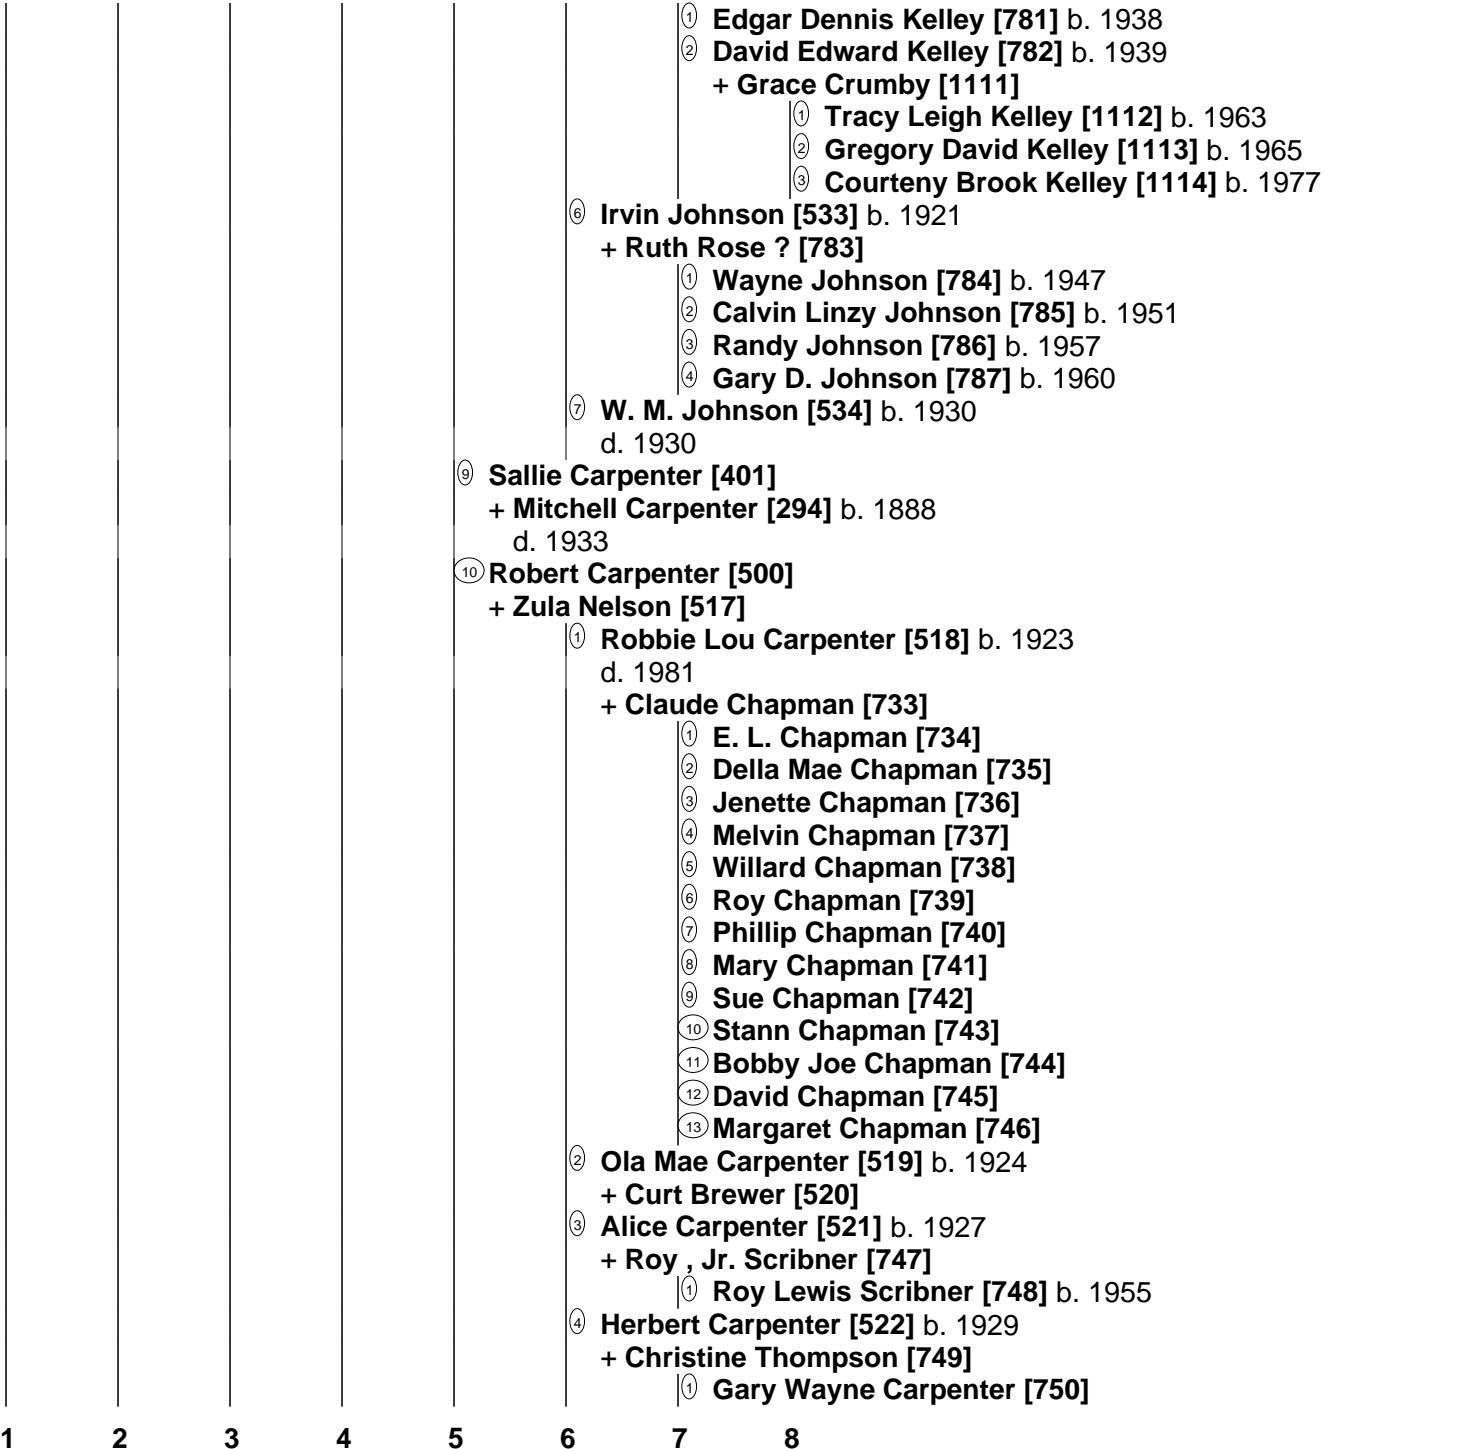 1 Edgar Dennis Kelley [781] b. 1938
2 David Edward Kelley [782] b. 1939
+ Grace Crumby [1111]
1 Tracy Leigh Kelley [1112] b. 1963
2 Gregory David Kelley [1113] b. 1965
3 Courteny Brook Kelley [1114] b. 1977
6 Irvin Johnson [533] b. 1921
+ Ruth Rose ? [783]
1 Wayne Johnson [784] b. 1947
2 Calvin Linzy Johnson [785] b. 1951
3 Randy Johnson [786] b. 1957
4 Gary D. Johnson [787] b. 1960
7 W. M. Johnson [534] b. 1930
d. 1930
9 Sallie Carpenter [401]
+ Mitchell Carpenter [294] b. 1888
d. 1933
10 Robert Carpenter [500]
+ Zula Nelson [517]
1 Robbie Lou Carpenter [518] b. 1923
d. 1981
+ Claude Chapman [733]
1 E. L. Chapman [734]
2 Della Mae Chapman [735]
3 Jenette Chapman [736]
4 Melvin Chapman [737]
5 Willard Chapman [738]
6 Roy Chapman [739]
7 Phillip Chapman [740]
8 Mary Chapman [741]
9 Sue Chapman [742]
10 Stann Chapman [743]
11 Bobby Joe Chapman [744]
12 David Chapman [745]
13 Margaret Chapman [746]
2 Ola Mae Carpenter [519] b. 1924
+ Curt Brewer [520]
3 Alice Carpenter [521] b. 1927
+ Roy , Jr. Scribner [747]
1 Roy Lewis Scribner [748] b. 1955
4 Herbert Carpenter [522] b. 1929
+ Christine Thompson [749]
1 Gary Wayne Carpenter [750]
1 2 3 4 5 6 7 8